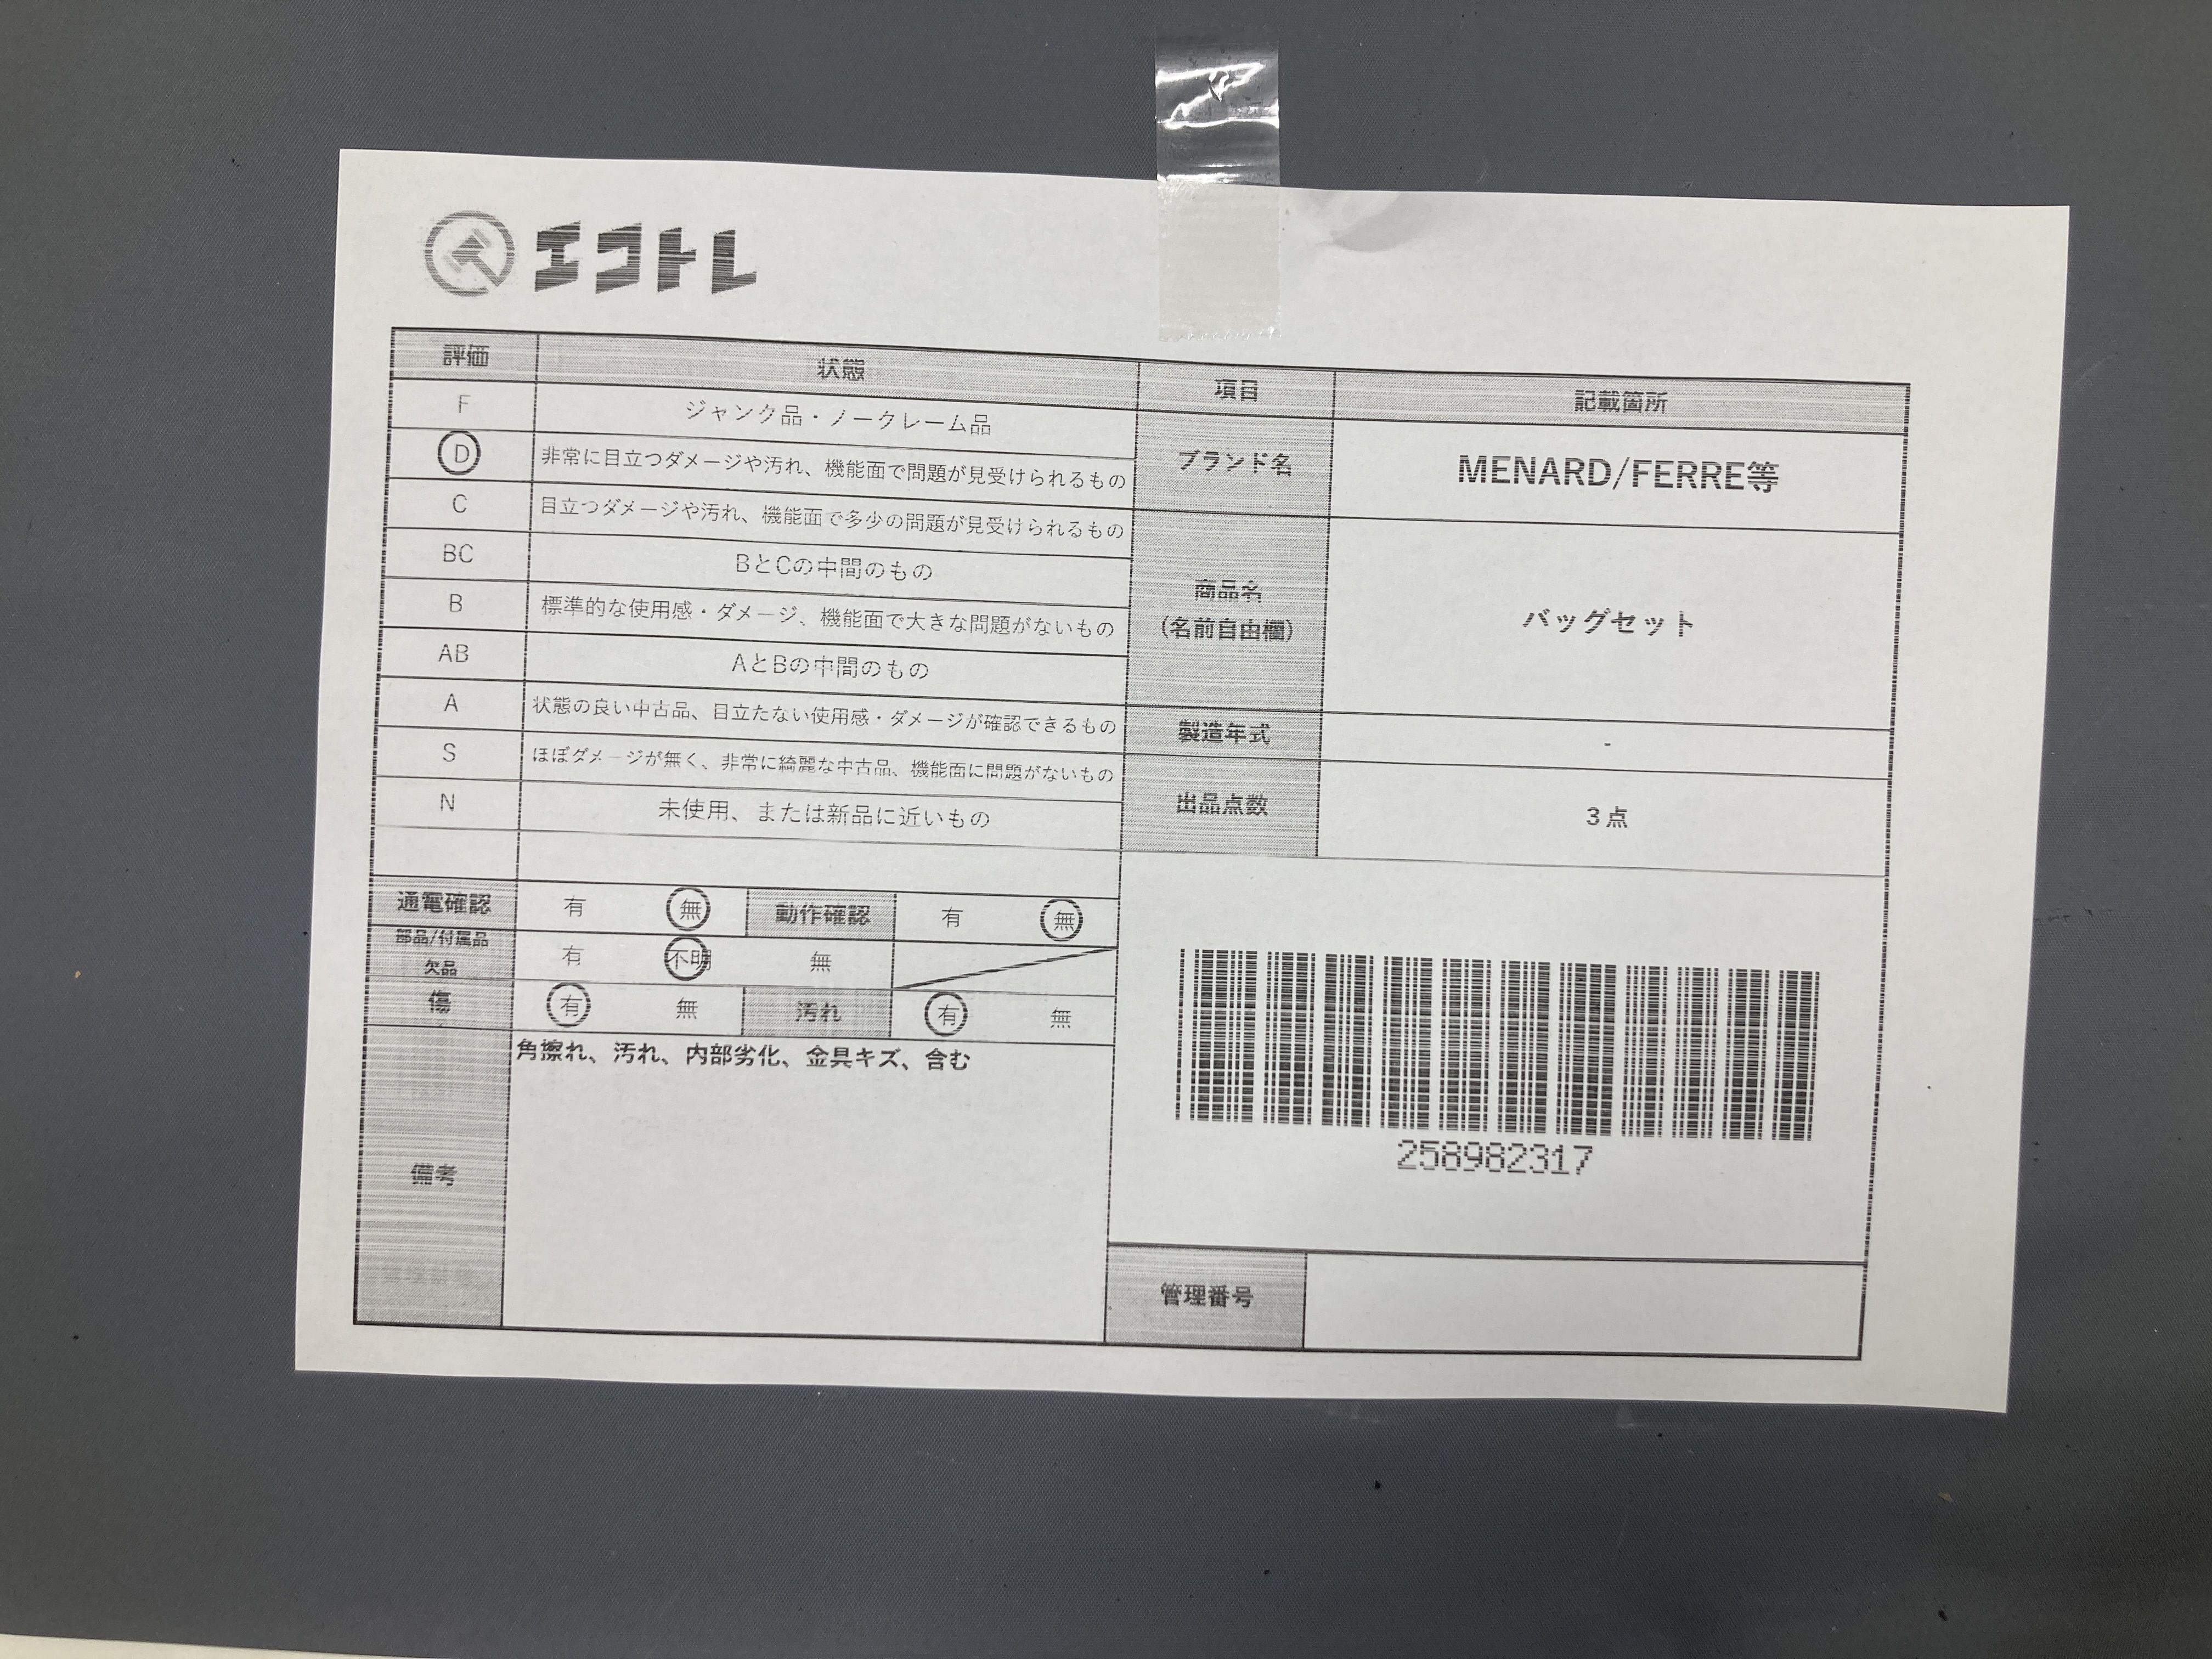 エコトレ
評価 状態 項目 記載箇所
F ジャンク品・ノークレーム品
D 非常に目立つダメージや汚れ、機能面で問題が見受けられるもの
C 目立つダメージや汚れ、機能面で多少の問題が見受けられるもの
BC BとCの中間のもの
B 標準的な使用感・ダメージ、機能面で大きな問題がないもの
AB AとBの中間のもの
A 状態の良い中古品、目立たない使用感・ダメージが確認できるもの
S ほぼダメージが無く、非常に綺麗な中古品、機能面に問題がないもの
N 未使用、または新品に近いもの
ブランド名 MENARD/FERRE等
商品名
（名前自由欄）
バッグセット
製造年式 -
出品点数 3点
通電確認 有 無 動作確認 有 無
部品/付属品
欠品
有 不明 無
傷 有 無 汚れ 有 無
備考
角擦れ、汚れ、内部劣化、金具キズ、含む
258982317
管理番号